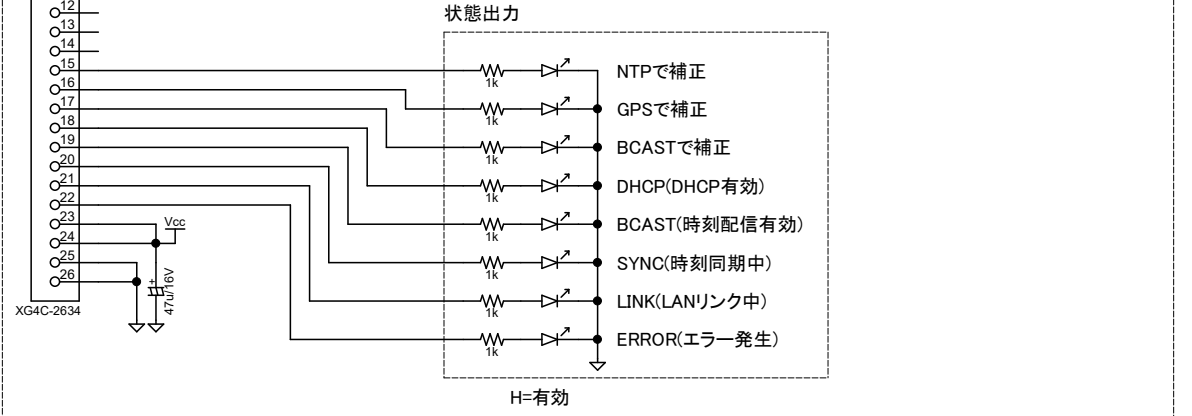 状態出力
12
13
14
15
16
17
18
19
20
21
22
23
24
25
26
XG4C-2634
Vcc
+
47u/16V
1k NTPで補正
1k GPSで補正
1k BCASTで補正
1k DHCP(DHCP有効)
1k BCAST(時刻配信有効)
1k SYNC(時刻同期中)
1k LINK(LANリンク中)
1k ERROR(エラー発生)
H=有効